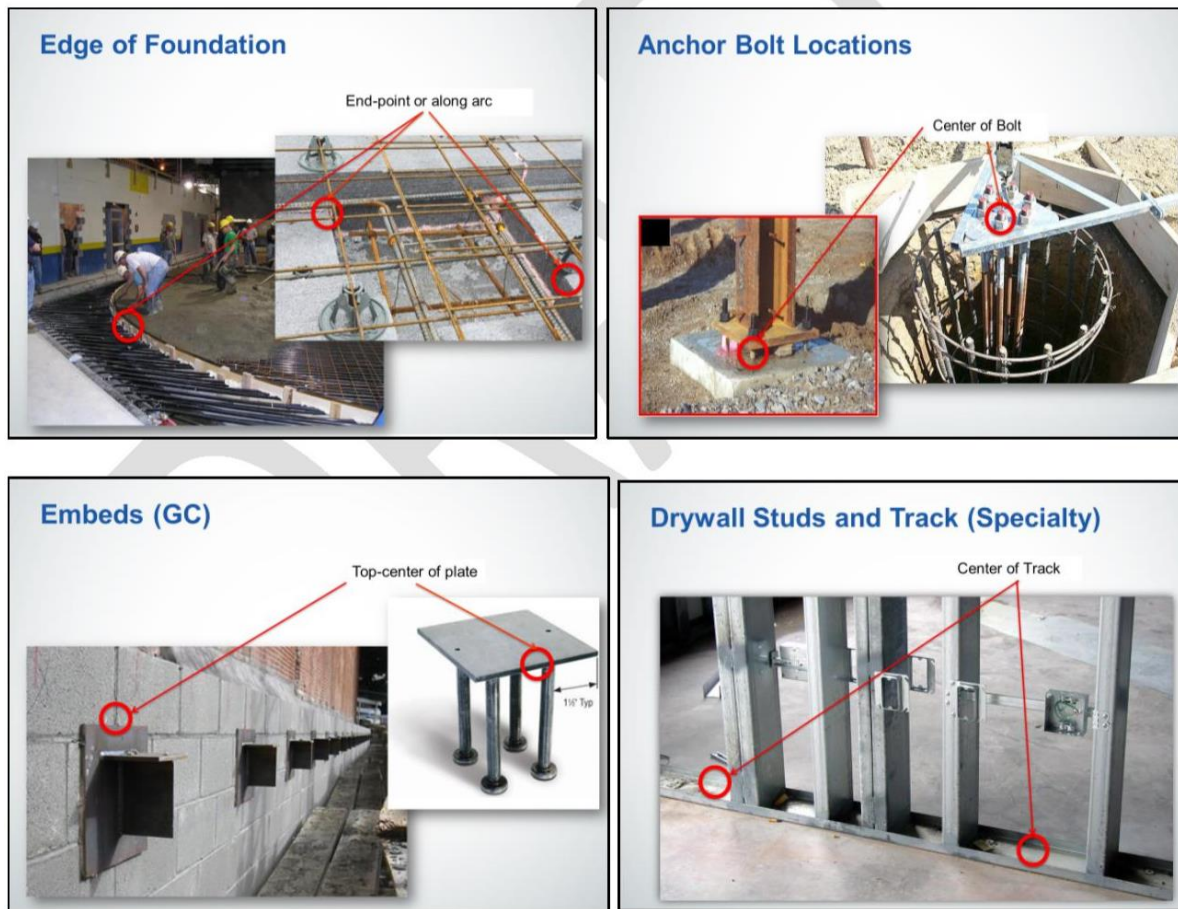 Edge of Foundation
End-point or along arc
Anchor Bolt Locations
Center of Bolt
Embeds (GC)
Top-center of plate
1½" Typ
Drywall Studs and Track (Specialty)
Center of Track